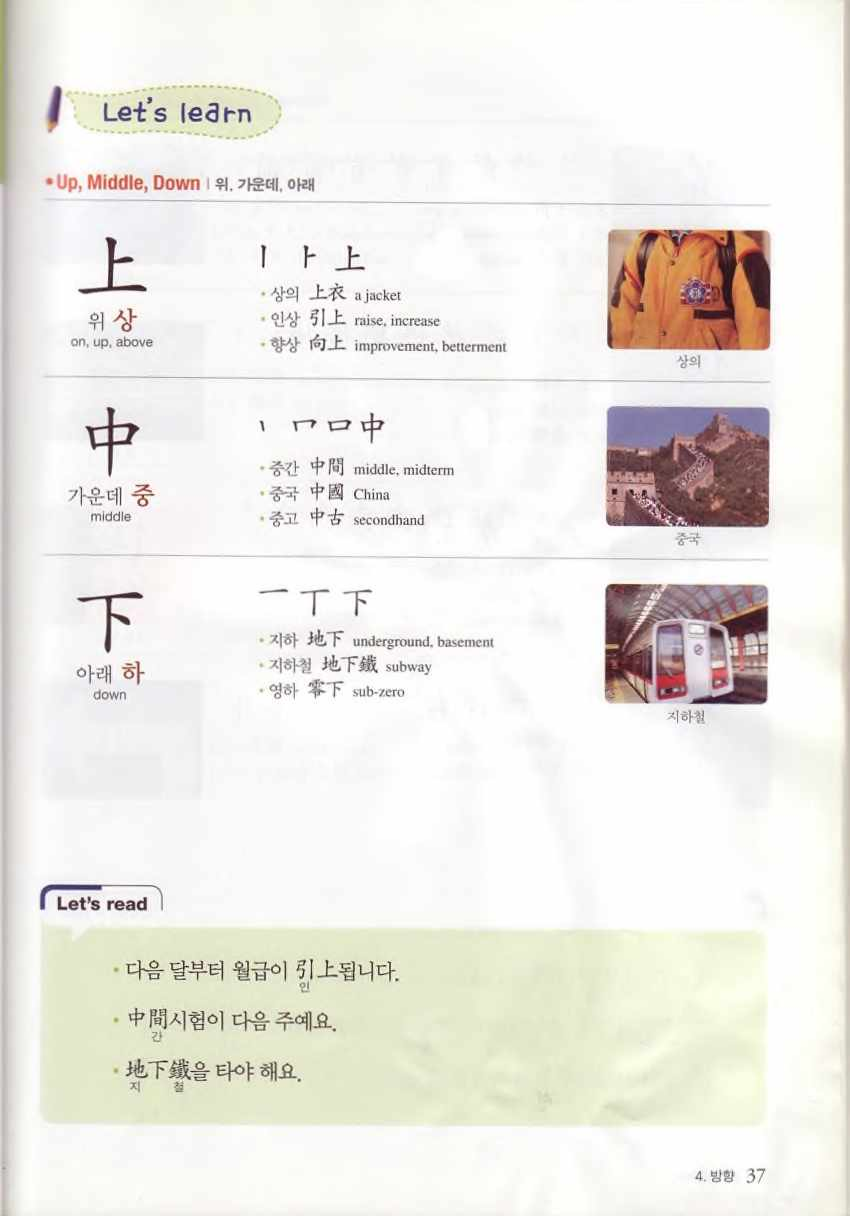 Let's learn
• Up, Middle, Down | 위, 가운데, 아래
上
위 상
on, up, above
丨 ⺊ 上
• 상의 上衣 a jacket
• 인상 引上 raise, increase
• 향상 向上 improvement, betterment
상의
中
가운데 중
middle
丶 冖 口 中
• 중간 中間 middle, midterm
• 중국 中國 China
• 중고 中古 secondhand
중국
下
아래 하
down
一 丅 下
• 지하 地下 underground, basement
• 지하철 地下鐵 subway
• 영하 零下 sub-zero
지하철
Let's read
• 다음 달부터 월급이 引上됩니다.
인
• 中間시험이 다음 주예요.
간
• 地下鐵을 타야 해요.
지 철
4. 방향 37